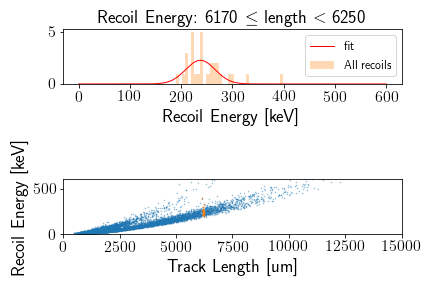 Recoil Energy: 6170 ≤ length < 6250
5
0
fit
All recoils
0 100 200 300 400 500 600
Recoil Energy [keV]
Recoil Energy [keV]
500
0
0 2500 5000 7500 10000 12500 15000
Track Length [um]